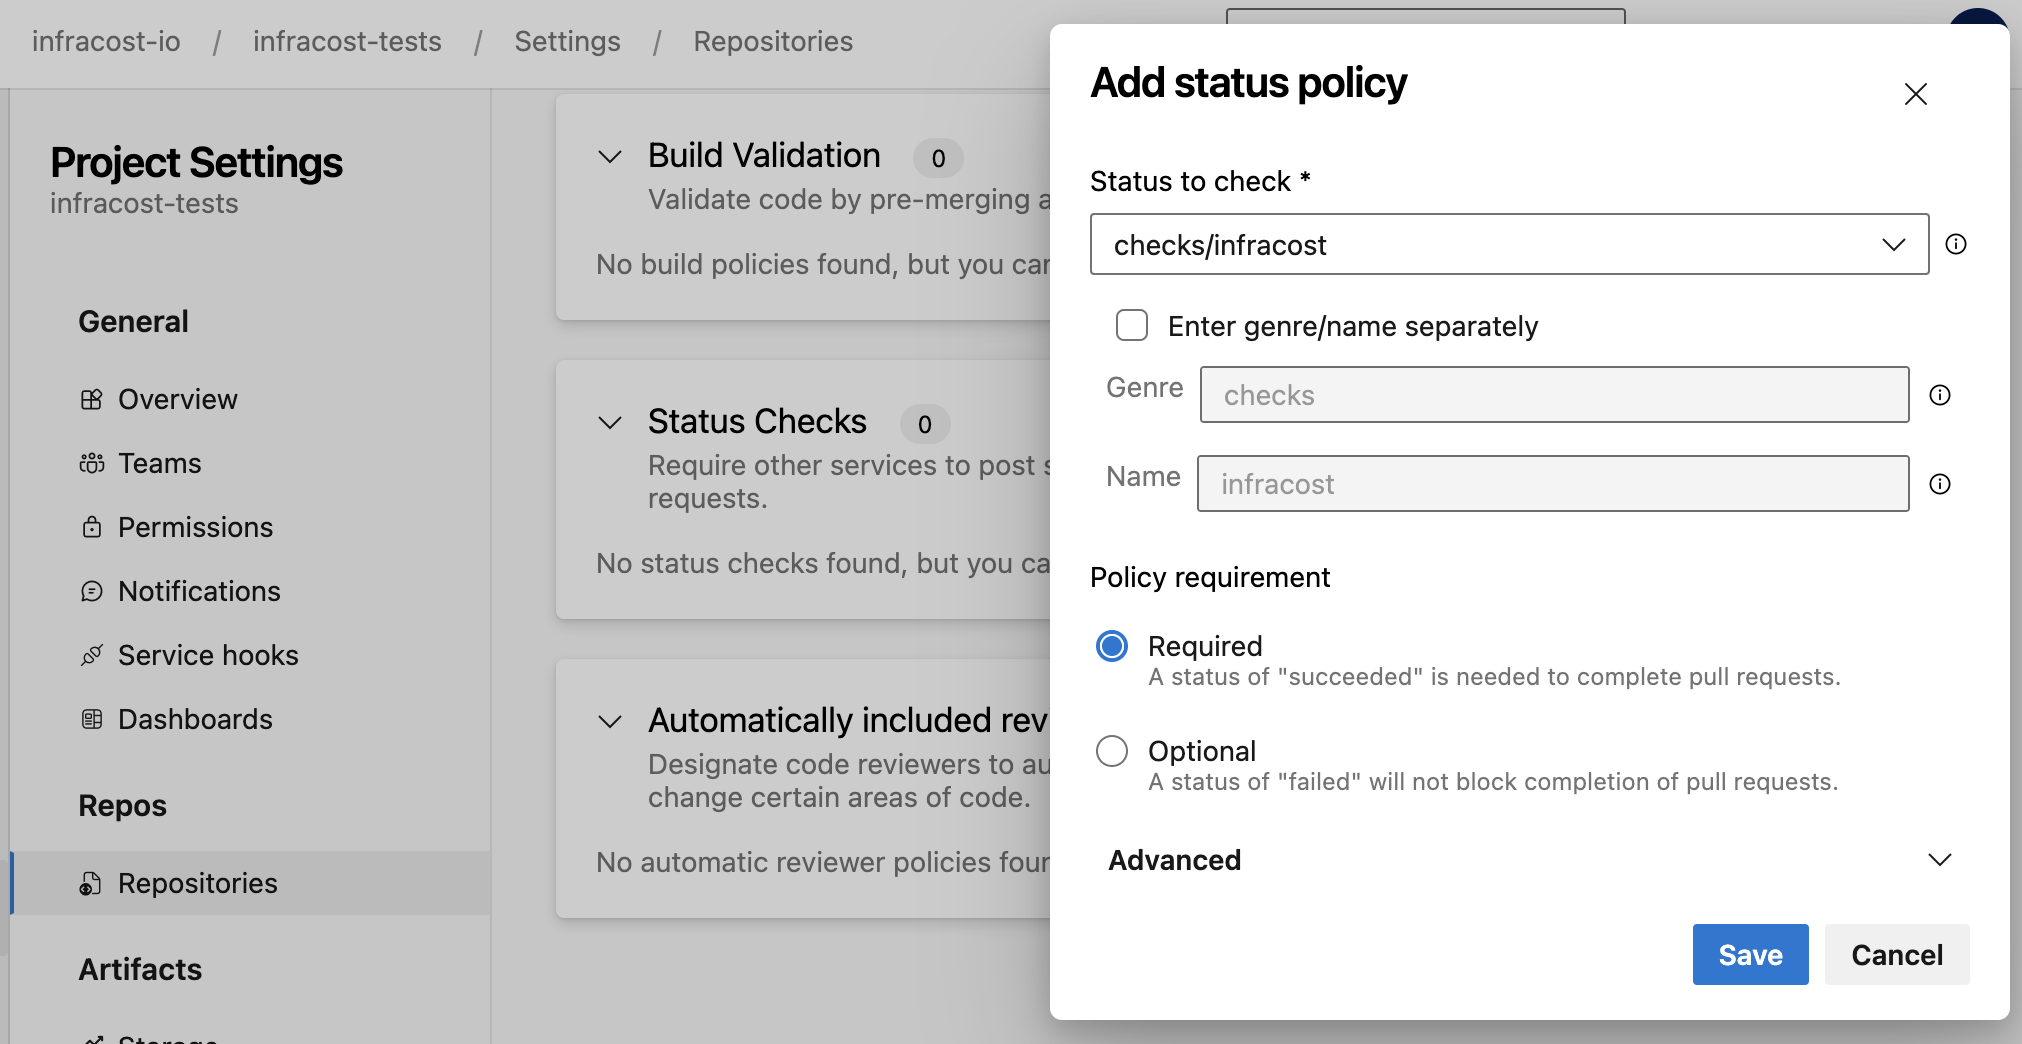 infracost-io / infracost-tests / Settings / Repositories
Project Settings
infracost-tests
General
Overview
Teams
Permissions
Notifications
Service hooks
Dashboards
Repos
Repositories
Artifacts
Storage
Build Validation 0
Validate code by pre-merging
No build policies found, but you
Status Checks 0
Require other services to post
requests.
No status checks found, but you
Automatically included
Designate code reviewers to
change certain areas of code.
No automatic reviewer policies
Add status policy
Status to check *
checks/infracost
Enter genre/name separately
Genre checks
Name infracost
Policy requirement
Required
A status of "succeeded" is needed to complete pull requests.
Optional
A status of "failed" will not block completion of pull requests.
Advanced
Save Cancel